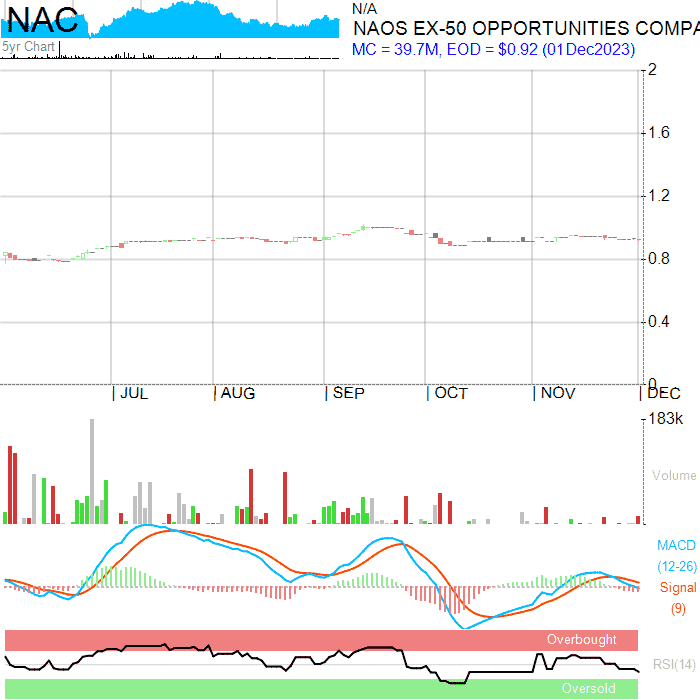 NAC
5yr Chart
N/A
NAOS EX-50 OPPORTUNITIES COMPA
MC = 39.7M, EOD = $0.92 (01Dec2023)
2
1.6
1.2
0.8
0.4
0
JUL AUG SEP OCT NOV DEC
183k
Volume
MACD
(12-26)
Signal
(9)
Overbought
RSI(14)
Oversold